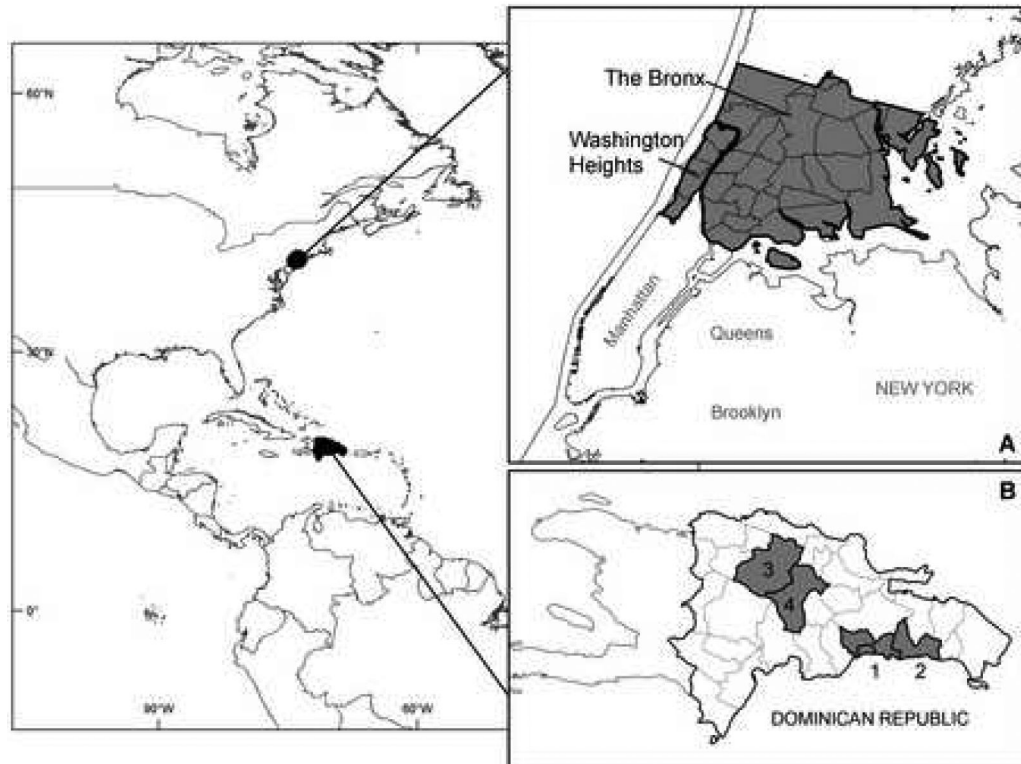 60°N
30°N
0°
90°W
60°W
The Bronx
Washington
Heights
Manhattan
Queens
NEW YORK
Brooklyn
A
B
3
4
1
2
DOMINICAN REPUBLIC